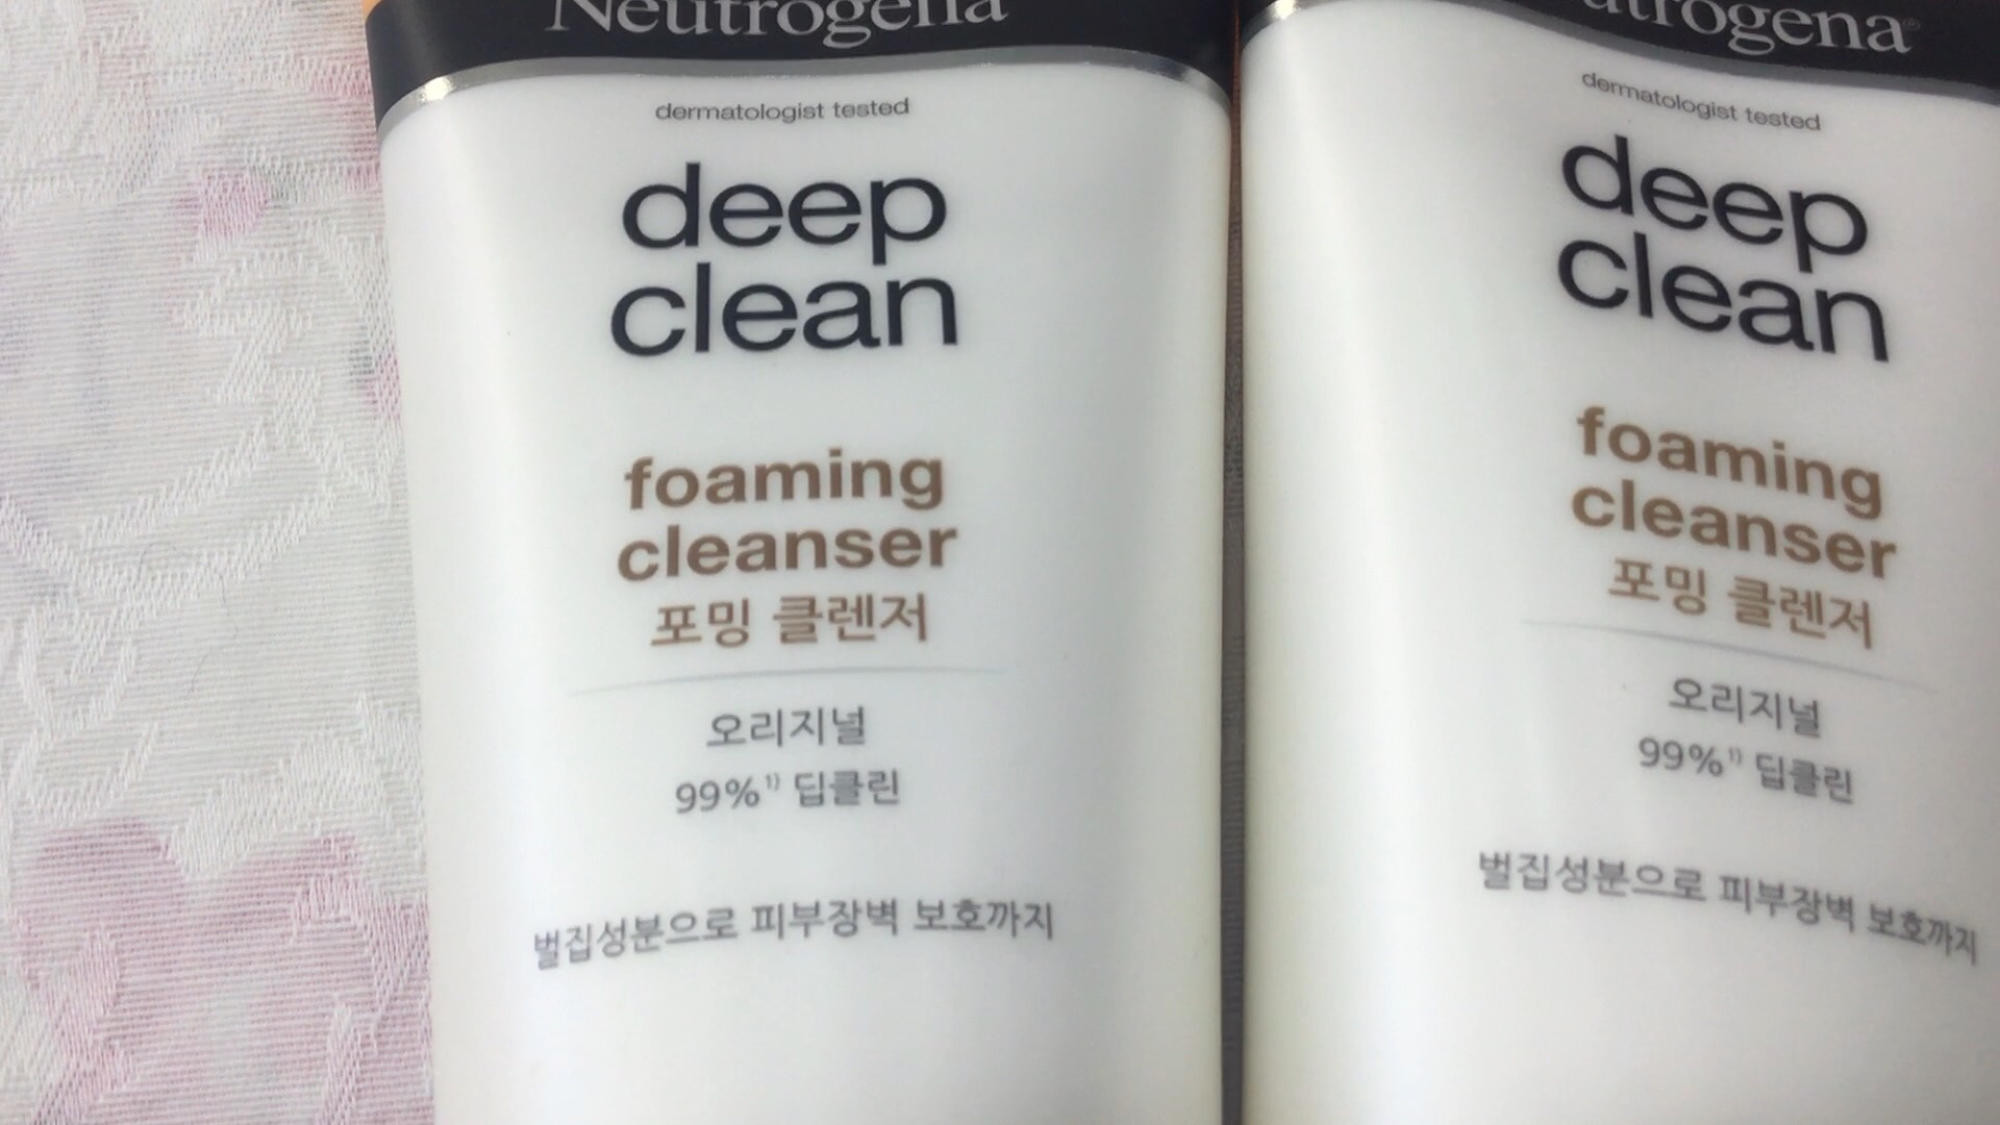 Neutrogena
dermatologist tested
deep
clean
foaming
cleanser
포밍 클렌저
오리지널
99%¹⁾ 딥클린
벌집성분으로 피부장벽 보호까지
utrogena®
dermatologist tested
deep
clean
foaming
cleanser
포밍 클렌저
오리지널
99%¹⁾ 딥클린
벌집성분으로 피부장벽 보호까지